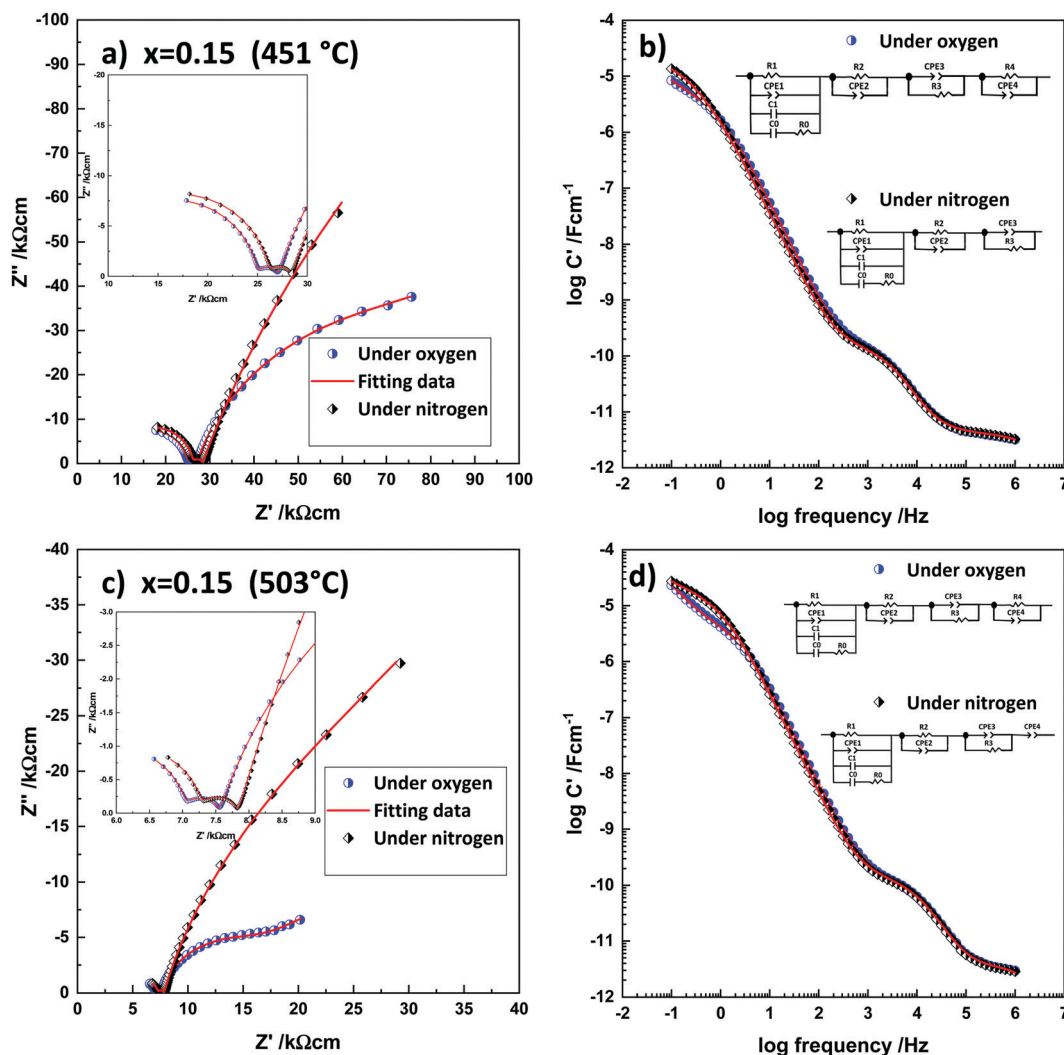 a) x=0.15 (451 °C)
-100
-90
-80
-70
-60
-50
-40
-30
-20
-10
0
Z'' /kΩcm
0 10 20 30 40 50 60 70 80 90 100
Z' /kΩcm
-20
-15
-10
-5
0
Z'' /kΩcm
10 15 20 25 30
Z' /kΩcm
Under oxygen
Fitting data
Under nitrogen
b)
Under oxygen
R1 R2 CPE3 R4
CPE1 CPE2 R3 CPE4
C1
C0 R0
Under nitrogen
R1 R2 CPE3
CPE1 CPE2 R3
C1
C0 R0
-4
-5
-6
-7
-8
-9
-10
-11
-12
log C' /Fcm⁻¹
-2 -1 0 1 2 3 4 5 6 7
log frequency /Hz
c) x=0.15 (503°C)
-40
-35
-30
-25
-20
-15
-10
-5
0
Z'' /kΩcm
0 5 10 15 20 25 30 35 40
Z' /kΩcm
-3.0
-2.5
-2.0
-1.5
-1.0
-0.5
0.0
Z'' /kΩcm
6.0 6.5 7.0 7.5 8.0 8.5 9.0
Z' /kΩcm
Under oxygen
Fitting data
Under nitrogen
d)
Under oxygen
R1 R2 CPE3 R4
CPE1 CPE2 R3 CPE4
C1
C0 R0
Under nitrogen
R1 R2 CPE3 CPE4
CPE1 CPE2 R3
C1
C0 R0
-4
-5
-6
-7
-8
-9
-10
-11
-12
log C' /Fcm⁻¹
-2 -1 0 1 2 3 4 5 6 7
log frequency /Hz